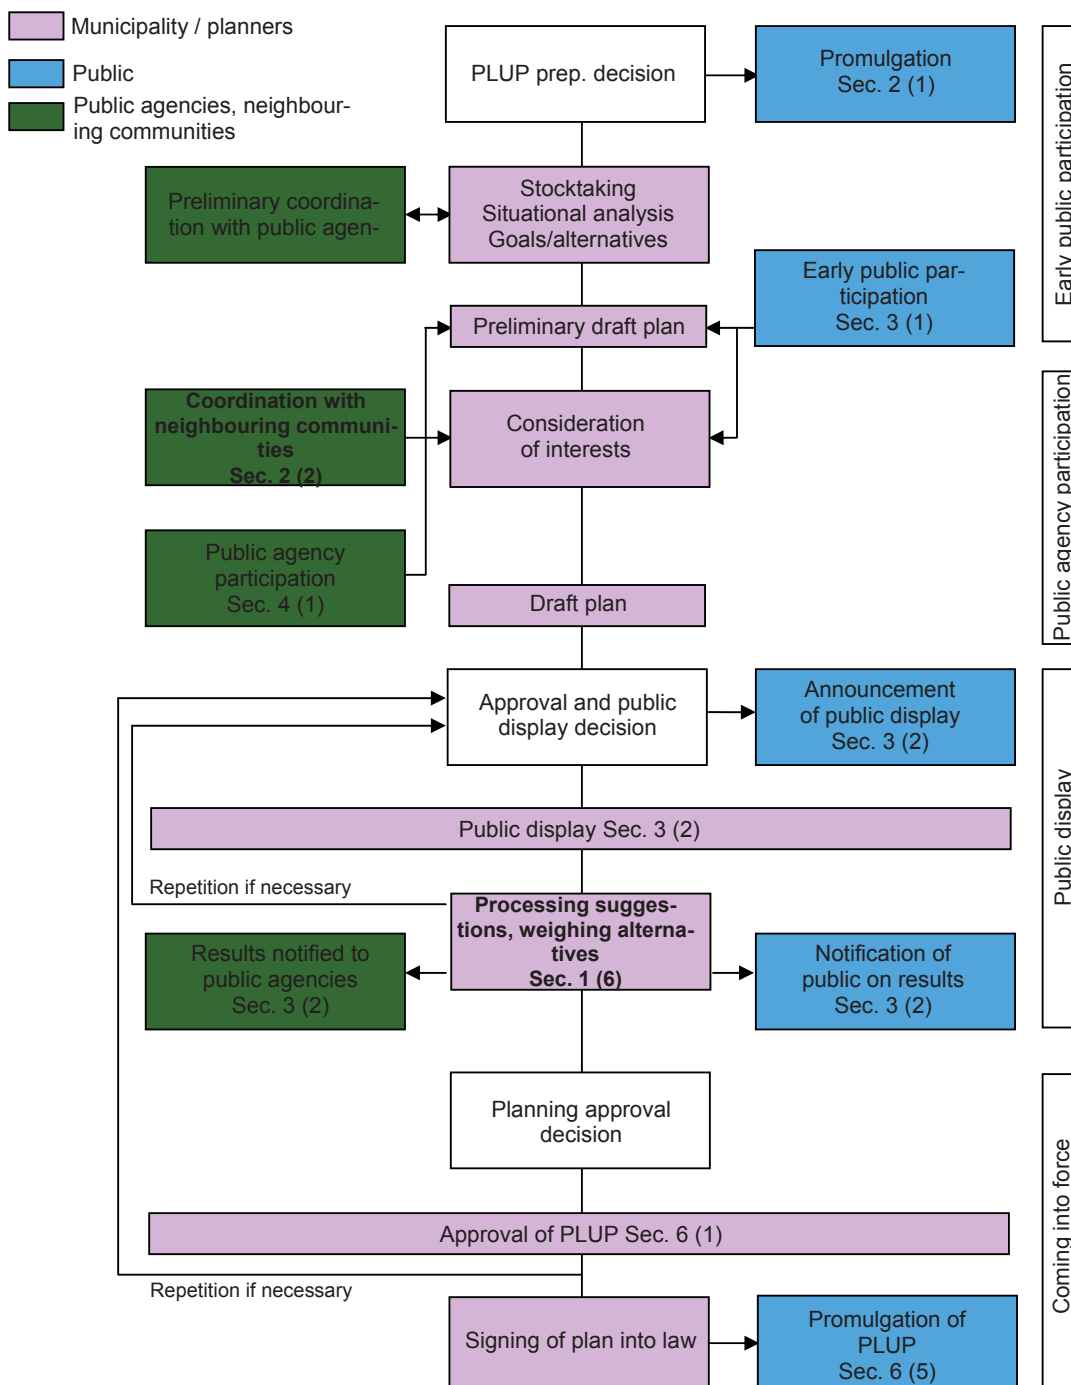 Municipality / planners
Public
Public agencies, neighbour-
ing communities
PLUP prep. decision
Promulgation
Sec. 2 (1)
Early public participation
Preliminary coordina-
tion with public agen-
Stocktaking
Situational analysis
Goals/alternatives
Early public par-
ticipation
Sec. 3 (1)
Preliminary draft plan
Coordination with
neighbouring communi-
ties
Sec. 2 (2)
Consideration
of interests
Public agency participation
Public agency
participation
Sec. 4 (1)
Draft plan
Approval and public
display decision
Announcement
of public display
Sec. 3 (2)
Public display
Public display Sec. 3 (2)
Repetition if necessary
Processing sugges-
tions, weighing alterna-
tives
Sec. 1 (6)
Results notified to
public agencies
Sec. 3 (2)
Notification of
public on results
Sec. 3 (2)
Planning approval
decision
Coming into force
Approval of PLUP Sec. 6 (1)
Repetition if necessary
Signing of plan into law
Promulgation of
PLUP
Sec. 6 (5)